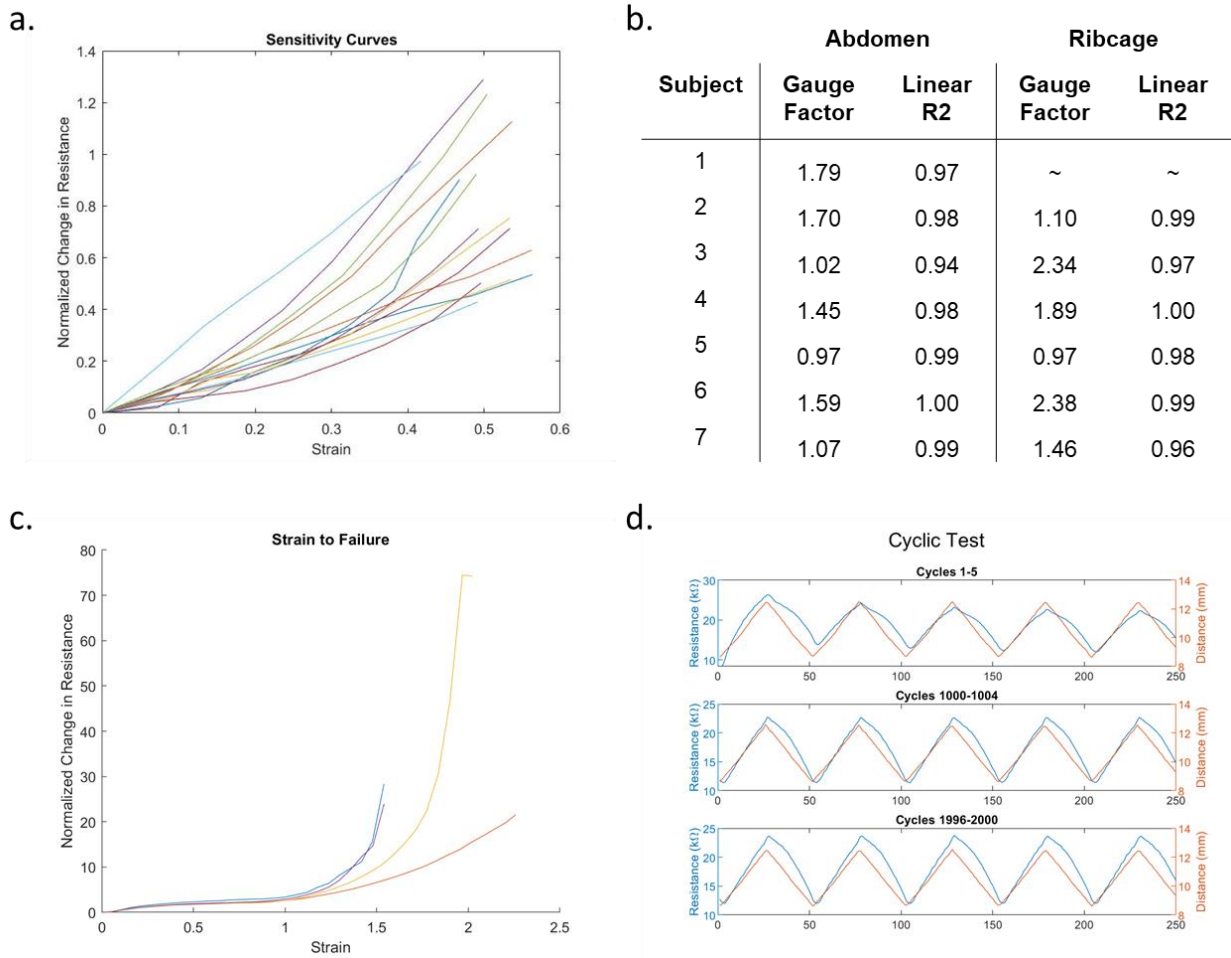 a.
Sensitivity Curves
Normalized Change in Resistance
1.4
1.2
1
0.8
0.6
0.4
0.2
0
0 0.1 0.2 0.3 0.4 0.5 0.6
Strain
b.
Abdomen Ribcage
Subject Gauge Factor Linear R2 Gauge Factor Linear R2
1 1.79 0.97 ~ ~
2 1.70 0.98 1.10 0.99
3 1.02 0.94 2.34 0.97
4 1.45 0.98 1.89 1.00
5 0.97 0.99 0.97 0.98
6 1.59 1.00 2.38 0.99
7 1.07 0.99 1.46 0.96
c.
Strain to Failure
Normalized Change in Resistance
80
70
60
50
40
30
20
10
0
0 0.5 1 1.5 2 2.5
Strain
d.
Cyclic Test
Cycles 1-5
Resistance (kΩ)
30
20
10
14
12
10
8
Distance (mm)
0 50 100 150 200 250
Cycles 1000-1004
Resistance (kΩ)
25
20
15
10
14
12
10
8
Distance (mm)
0 50 100 150 200 250
Cycles 1996-2000
Resistance (kΩ)
25
20
15
10
14
12
10
8
Distance (mm)
0 50 100 150 200 250